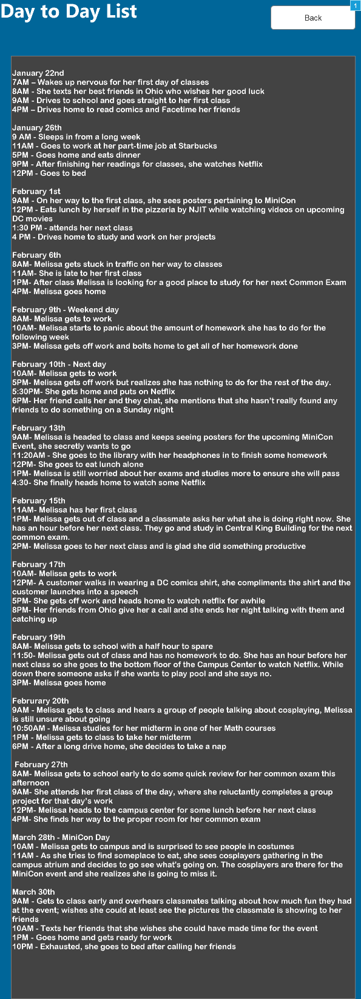 Day to Day List
1
Back
January 22nd
7AM – Wakes up nervous for her first day of classes
8AM - She texts her best friends in Ohio who wishes her good luck
9AM - Drives to school and goes straight to her first class
4PM – Drives home to read comics and Facetime her friends
January 26th
9 AM - Sleeps in from a long week
11AM - Goes to work at her part-time job at Starbucks
5PM - Goes home and eats dinner
9PM - After finishing her readings for classes, she watches Netflix
12PM - Goes to bed
February 1st
9AM - On her way to the first class, she sees posters pertaining to MiniCon
12PM - Eats lunch by herself in the pizzeria by NJIT while watching videos on upcoming
DC movies
1:30 PM - attends her next class
4 PM - Drives home to study and work on her projects
February 6th
8AM- Melissa gets stuck in traffic on her way to classes
11AM- She is late to her first class
1PM- After class Melissa is looking for a good place to study for her next Common Exam
4PM- Melissa goes home
February 9th - Weekend day
8AM- Melissa gets to work
10AM- Melissa starts to panic about the amount of homework she has to do for the
following week
3PM- Melissa gets off work and bolts home to get all of her homework done
February 10th - Next day
10AM- Melissa gets to work
5PM- Melissa gets off work but realizes she has nothing to do for the rest of the day.
5:30PM- She gets home and puts on Netflix
6PM- Her friend calls her and they chat, she mentions that she hasn't really found any
friends to do something on a Sunday night
February 13th
9AM- Melissa is headed to class and keeps seeing posters for the upcoming MiniCon
Event, she secretly wants to go
11:20AM - She goes to the library with her headphones in to finish some homework
12PM- She goes to eat lunch alone
1PM- Melissa is still worried about her exams and studies more to ensure she will pass
4:30- She finally heads home to watch some Netflix
February 15th
11AM- Melissa has her first class
1PM- Melissa gets out of class and a classmate asks her what she is doing right now. She
has an hour before her next class. They go and study in Central King Building for the next
common exam.
2PM- Melissa goes to her next class and is glad she did something productive
February 17th
10AM- Melissa gets to work
12PM- A customer walks in wearing a DC comics shirt, she compliments the shirt and the
customer launches into a speech
5PM- She gets off work and heads home to watch netflix for awhile
8PM- Her friends from Ohio give her a call and she ends her night talking with them and
catching up
February 19th
8AM- Melissa gets to school with a half hour to spare
11:50- Melissa gets out of class and has no homework to do. She has an hour before her
next class so she goes to the bottom floor of the Campus Center to watch Netflix. While
down there someone asks if she wants to play pool and she says no.
3PM- Melissa goes home
Februrary 20th
9AM - Melissa gets to class and hears a group of people talking about cosplaying, Melissa
is still unsure about going
10:50AM - Melissa studies for her midterm in one of her Math courses
1PM - Melissa gets to class to take her midterm
6PM - After a long drive home, she decides to take a nap
February 27th
8AM- Melissa gets to school early to do some quick review for her common exam this
afternoon
9AM- She attends her first class of the day, where she reluctantly completes a group
project for that day's work
12PM- Melissa heads to the campus center for some lunch before her next class
4PM- She finds her way to the proper room for her common exam
March 28th - MiniCon Day
10AM - Melissa gets to campus and is surprised to see people in costumes
11AM - As she tries to find someplace to eat, she sees cosplayers gathering in the
campus atrium and decides to go see what's going on. The cosplayers are there for the
MiniCon event and she realizes she is going to miss it.
March 30th
9AM - Gets to class early and overhears classmates talking about how much fun they had
at the event; wishes she could at least see the pictures the classmate is showing to her
friends
10AM - Texts her friends that she wishes she could have made time for the event
1PM - Goes home and gets ready for work
10PM - Exhausted, she goes to bed after calling her friends